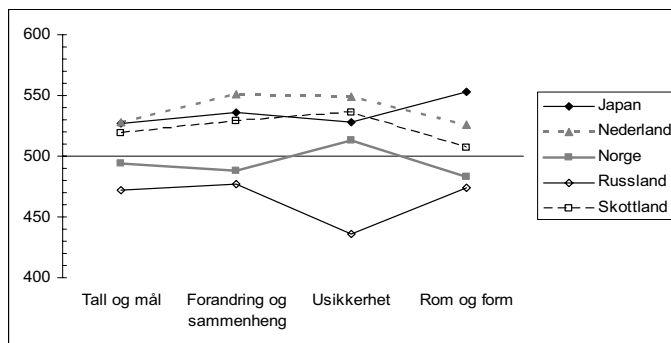 600
550
500
450
400
Tall og mål
Forandring og
sammenheng
Usikkerhet
Rom og form
Japan
Nederland
Norge
Russland
Skottland